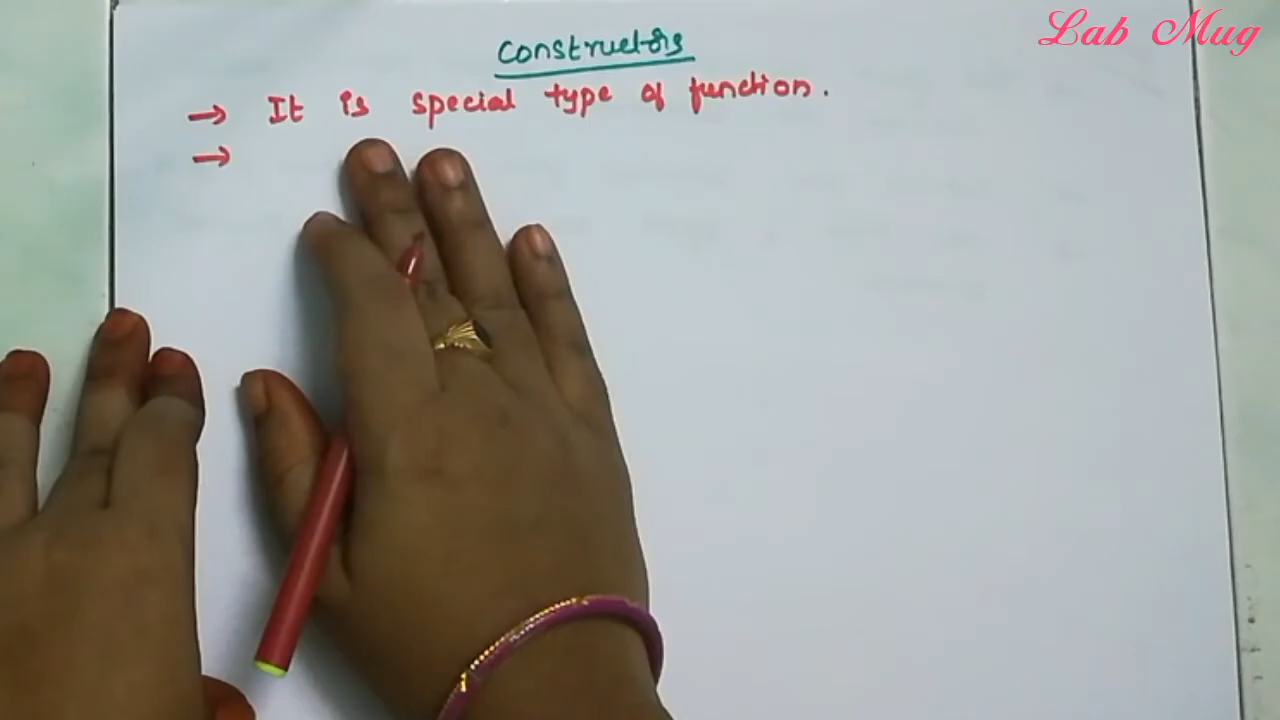 Lab Mug
constructors
→ It is special type of function.
→